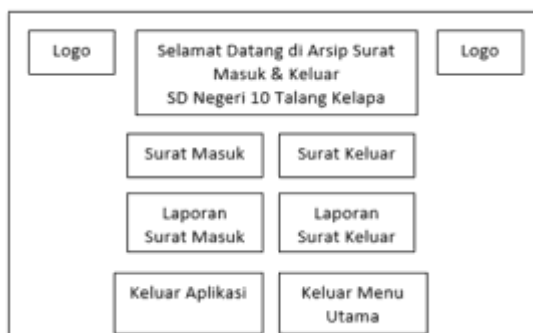 Logo
Selamat Datang di Arsip Surat
Masuk & Keluar
SD Negeri 10 Talang Kelapa
Logo
Surat Masuk
Surat Keluar
Laporan
Surat Masuk
Laporan
Surat Keluar
Keluar Aplikasi
Keluar Menu
Utama